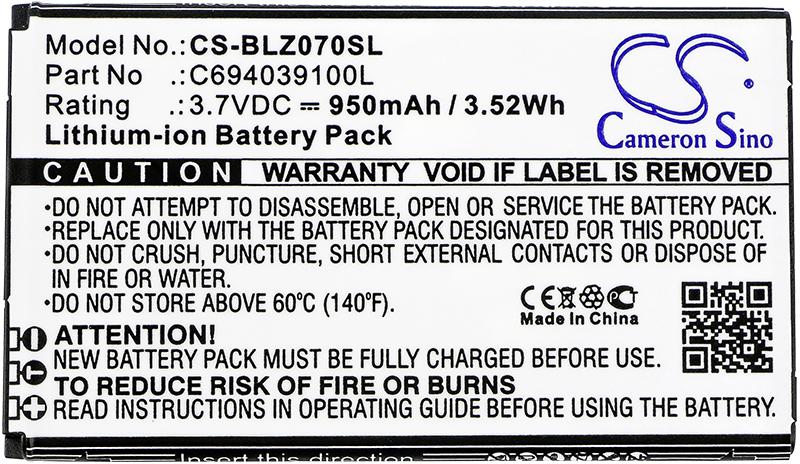 Model No.: CS-BLZ070SL
Part No : C694039100L
Rating : 3.7VDC = 950mAh / 3.52Wh
Lithium-ion Battery Pack
CS
Cameron Sino
CAUTION WARRANTY VOID IF LABEL IS REMOVED
•DO NOT ATTEMPT TO DISASSEMBLE, OPEN OR SERVICE THE BATTERY PACK.
•REPLACE ONLY WITH A BATTERY PACK DESIGNATED FOR THIS PRODUCT.
•DO NOT CRUSH, PUNCTURE, SHORT EXTERNAL CONTACTS OR DISPOSE OF
IN FIRE OR WATER.
•DO NOT STORE ABOVE 60°C (140°F).
CE
Made In China
ATTENTION!
NEW BATTERY PACK MUST BE FULLY CHARGED BEFORE USE.
TO REDUCE RISK OF FIRE OR BURNS
READ INSTRUCTIONS IN OPERATING GUIDE BEFORE USING THE BATTERY.
Insert this direction